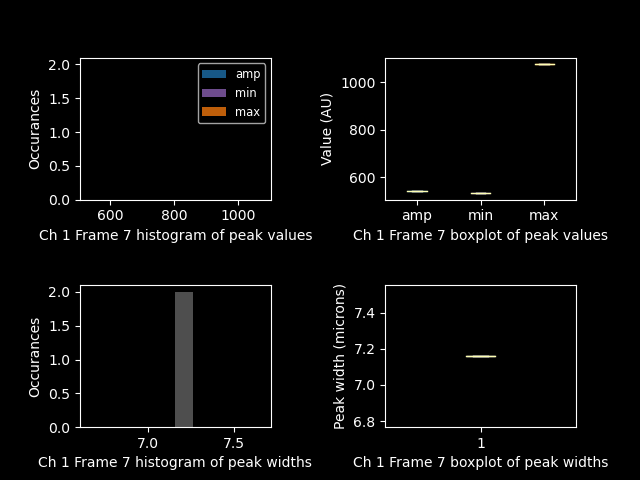 2.0
1.5
1.0
0.5
0.0
Occurances
amp
min
max
600 800 1000
Ch 1 Frame 7 histogram of peak values
1000
800
600
Value (AU)
amp min max
Ch 1 Frame 7 boxplot of peak values
2.0
1.5
1.0
0.5
0.0
Occurances
7.0 7.5
Ch 1 Frame 7 histogram of peak widths
7.4
7.2
7.0
6.8
Peak width (microns)
1
Ch 1 Frame 7 boxplot of peak widths